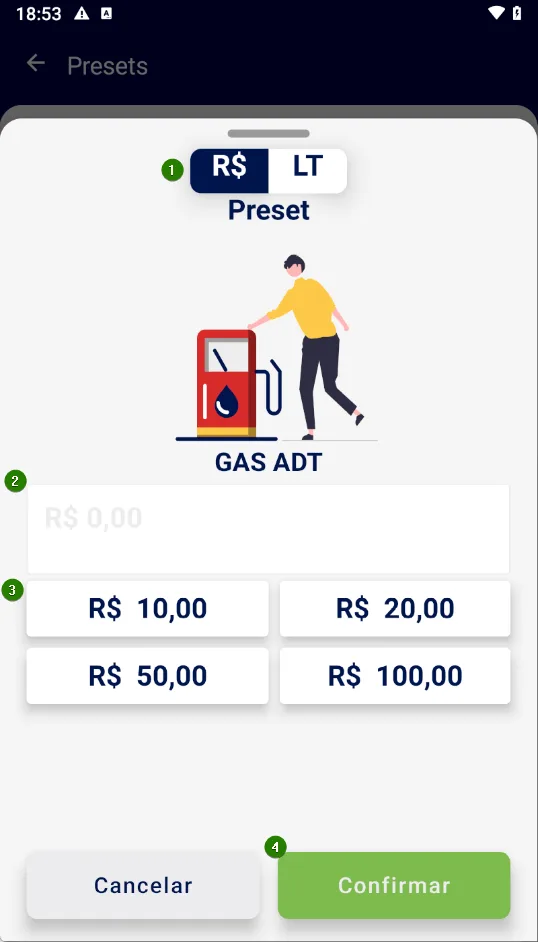 18:53
Presets
1
R$ LT
Preset
GAS ADT
2
R$ 0,00
3
R$ 10,00 R$ 20,00
R$ 50,00 R$ 100,00
4
Cancelar Confirmar